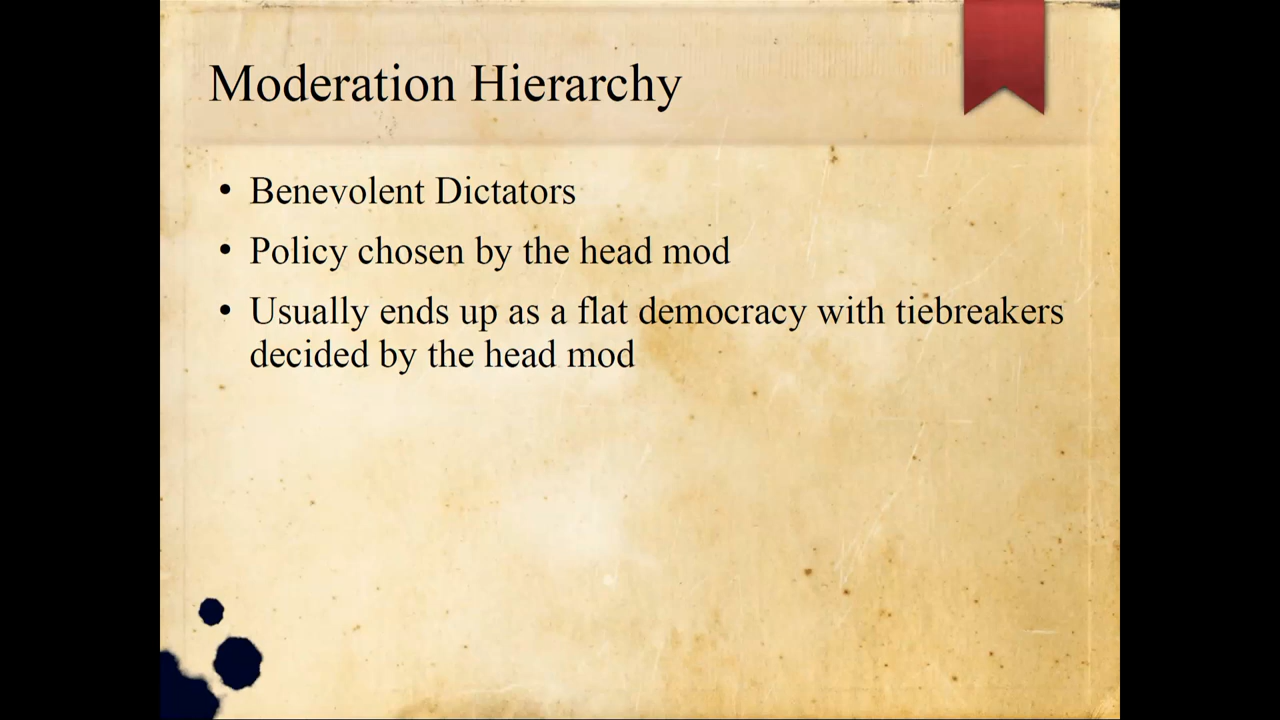 Moderation Hierarchy
• Benevolent Dictators
• Policy chosen by the head mod
• Usually ends up as a flat democracy with tiebreakers
decided by the head mod